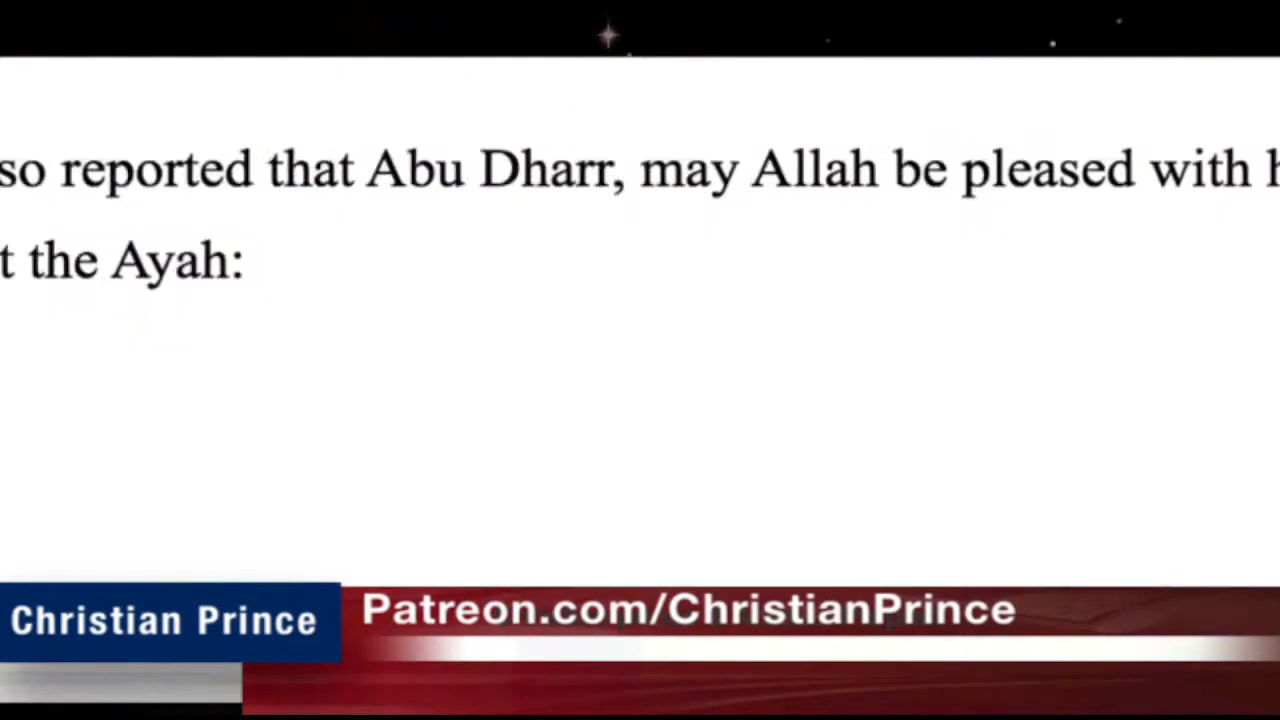 so reported that Abu Dharr, may Allah be pleased with
t the Ayah:
Christian Prince
Patreon.com/ChristianPrince